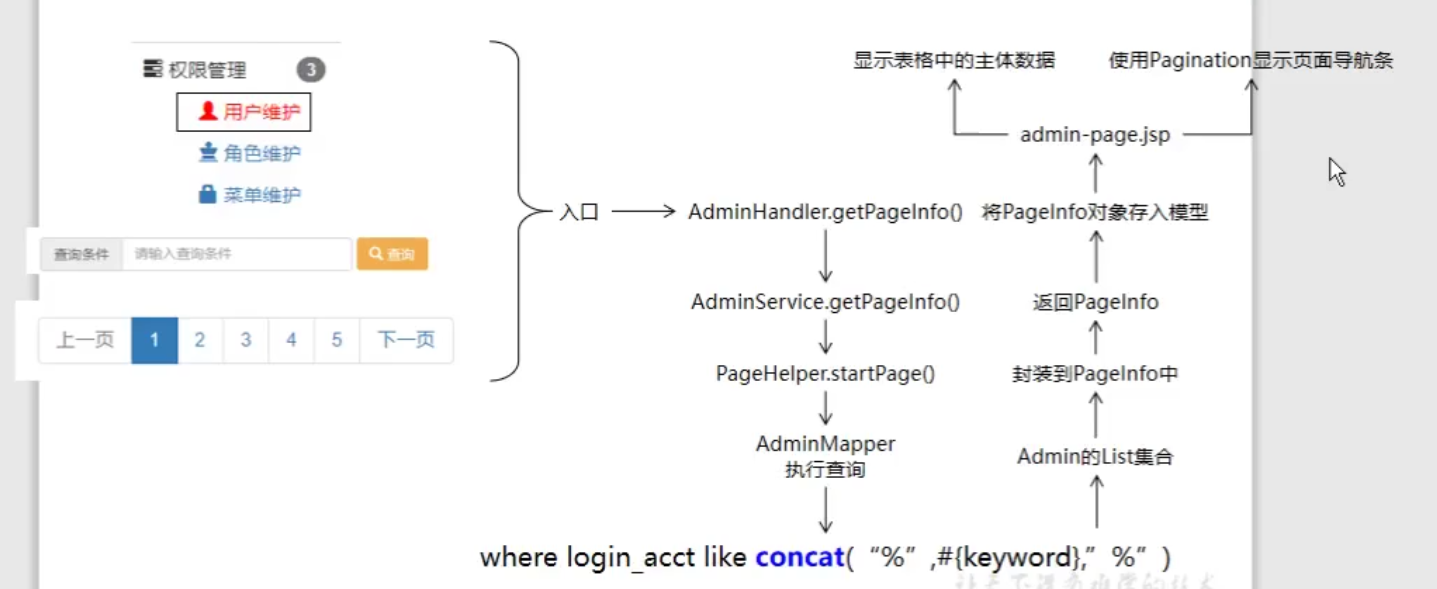 权限管理 3
用户维护
角色维护
菜单维护
查询条件 请输入查询条件 查询
上一页 1 2 3 4 5 下一页
入口
AdminHandler.getPageInfo()
AdminService.getPageInfo()
PageHelper.startPage()
AdminMapper
执行查询
where login_acct like concat(“%”,#{keyword},”%”)
Admin的List集合
封装到PageInfo中
返回PageInfo
将PageInfo对象存入模型
admin-page.jsp
显示表格中的主体数据
使用Pagination显示页面导航条